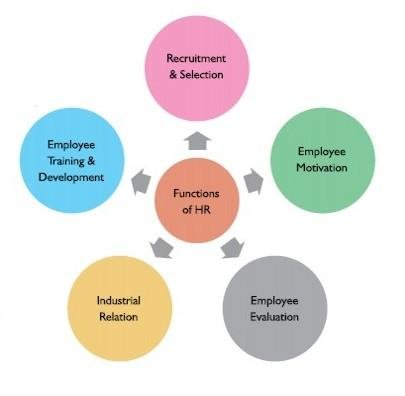 Recruitment
& Selection
Employee
Training &
Development
Employee
Motivation
Functions
of HR
Industrial
Relation
Employee
Evaluation